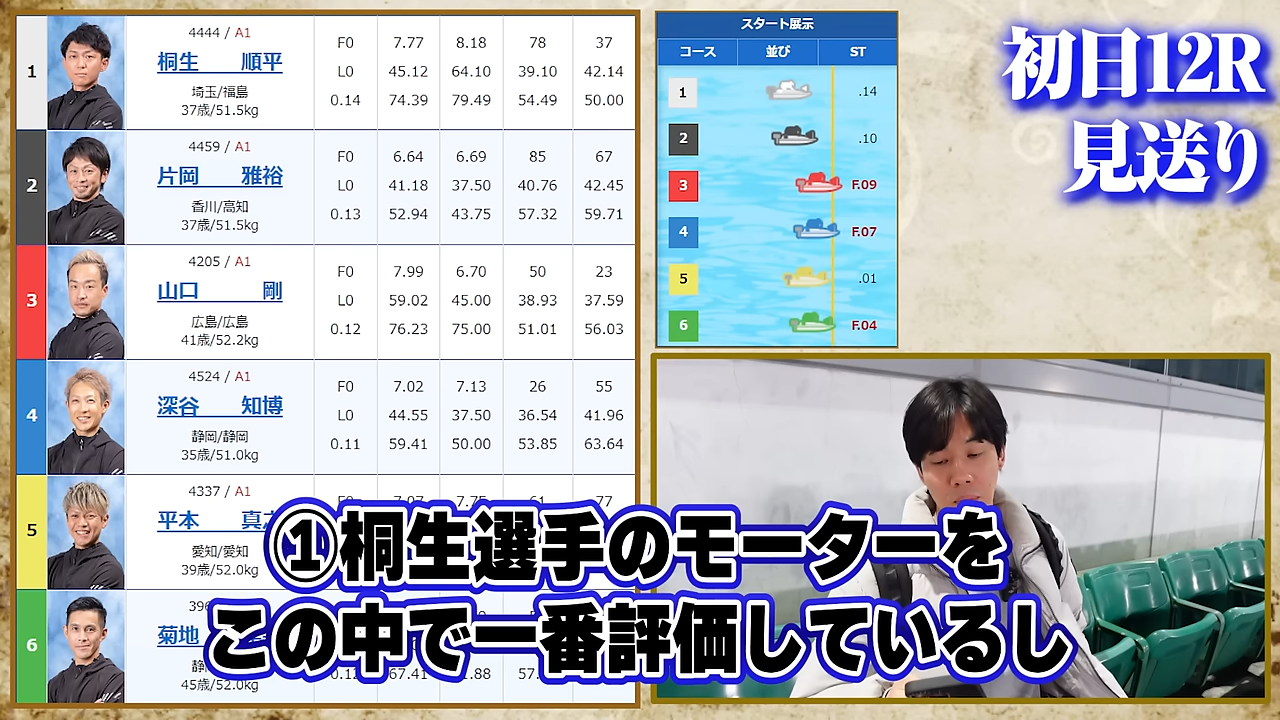 1
4444 / A1
桐生 順平
埼玉/福島
37歳/51.5kg
F0 7.77 8.18 78 37
L0 45.12 64.10 39.10 42.14
0.14 74.39 79.49 54.49 50.00
2
4459 / A1
片岡 雅裕
香川/高知
37歳/51.5kg
F0 6.64 6.69 85 67
L0 41.18 37.50 40.76 42.45
0.13 52.94 43.75 57.32 59.71
3
4205 / A1
山口 剛
広島/広島
41歳/52.2kg
F0 7.99 6.70 50 23
L0 59.02 45.00 38.93 37.59
0.12 76.23 75.00 51.01 56.03
4
4524 / A1
深谷 知博
静岡/静岡
35歳/51.0kg
F0 7.02 7.13 26 55
L0 44.55 37.50 36.54 41.96
0.11 59.41 50.00 53.85 63.64
5
4337 / A1
平本 真
愛知/愛知
39歳/52.0kg
6
菊地
45歳/52.0kg
67.41
スタート展示
コース 並び ST
1 .14
2 .10
3 F.09
4 F.07
5 .01
6 F.04
初日12R
見送り
①桐生選手のモーターを
この中で一番評価しているし